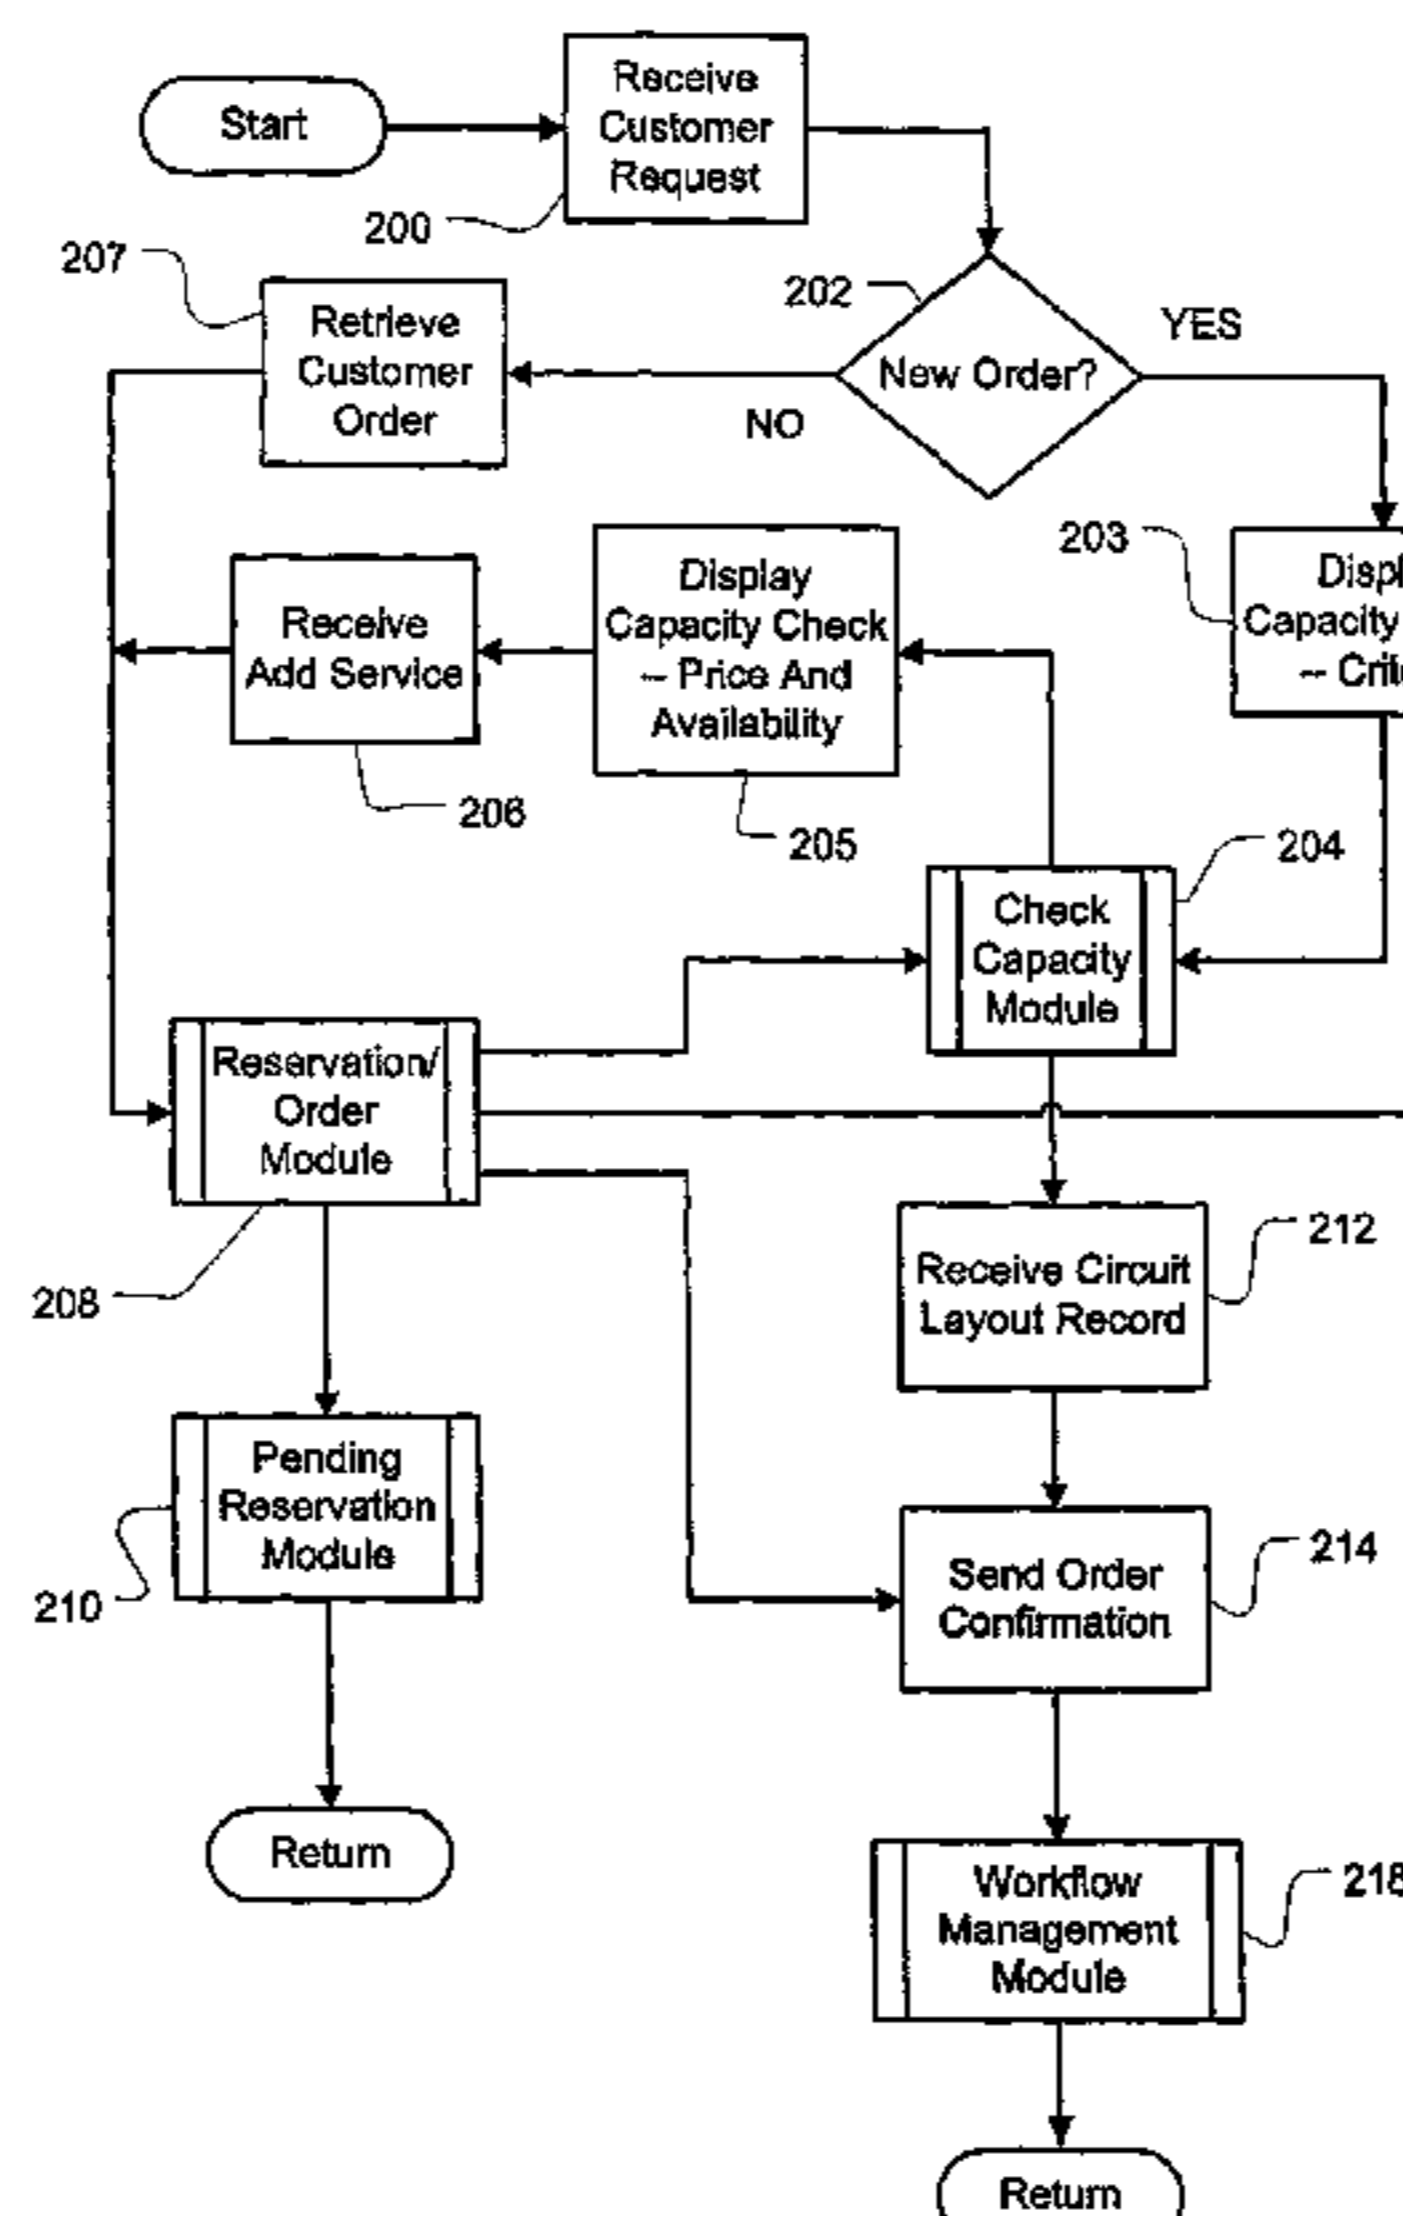 Start
Receive
Customer
Request
200
207
Retrieve
Customer
Order
202
New Order?
YES
NO
203
Capacity
206
Receive
Add Service
Display
Capacity Check
-- Price And
Availability
205
204
Check
Capacity
Module
Reservation/
Order
Module
208
212
Receive Circuit
Layout Record
Pending
Reservation
Module
210
214
Send Order
Confirmation
Return
Workflow
Management
Module
218
Return